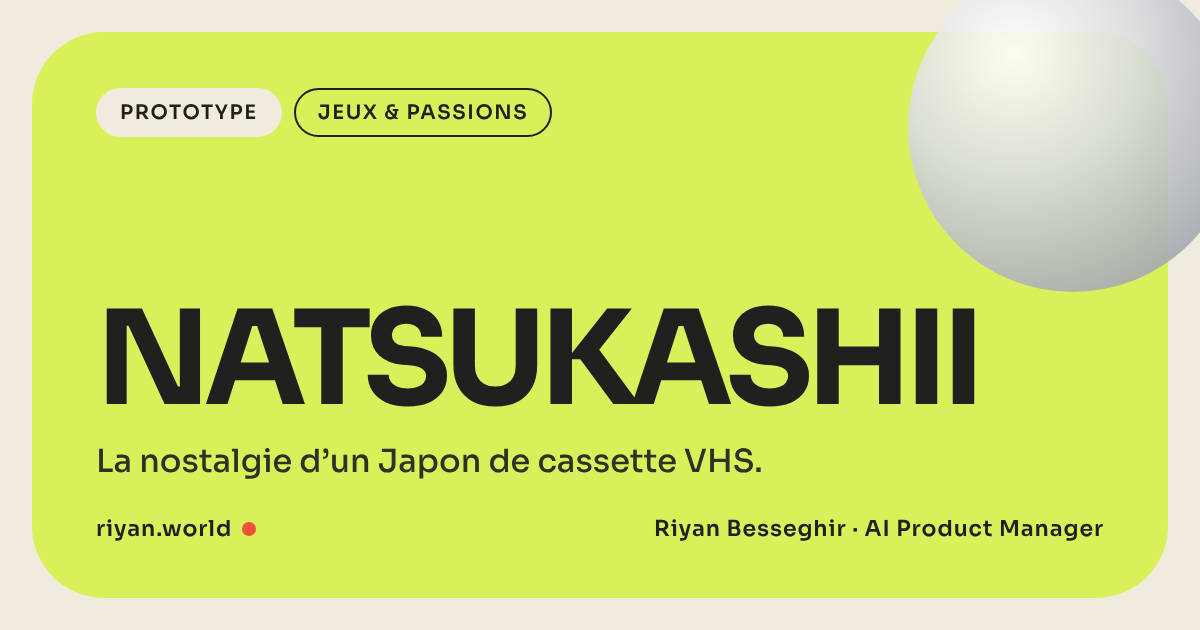 PROTOTYPE
JEUX & PASSIONS
NATSUKASHII
La nostalgie d’un Japon de cassette VHS.
riyan.world
Riyan Besseghir · AI Product Manager